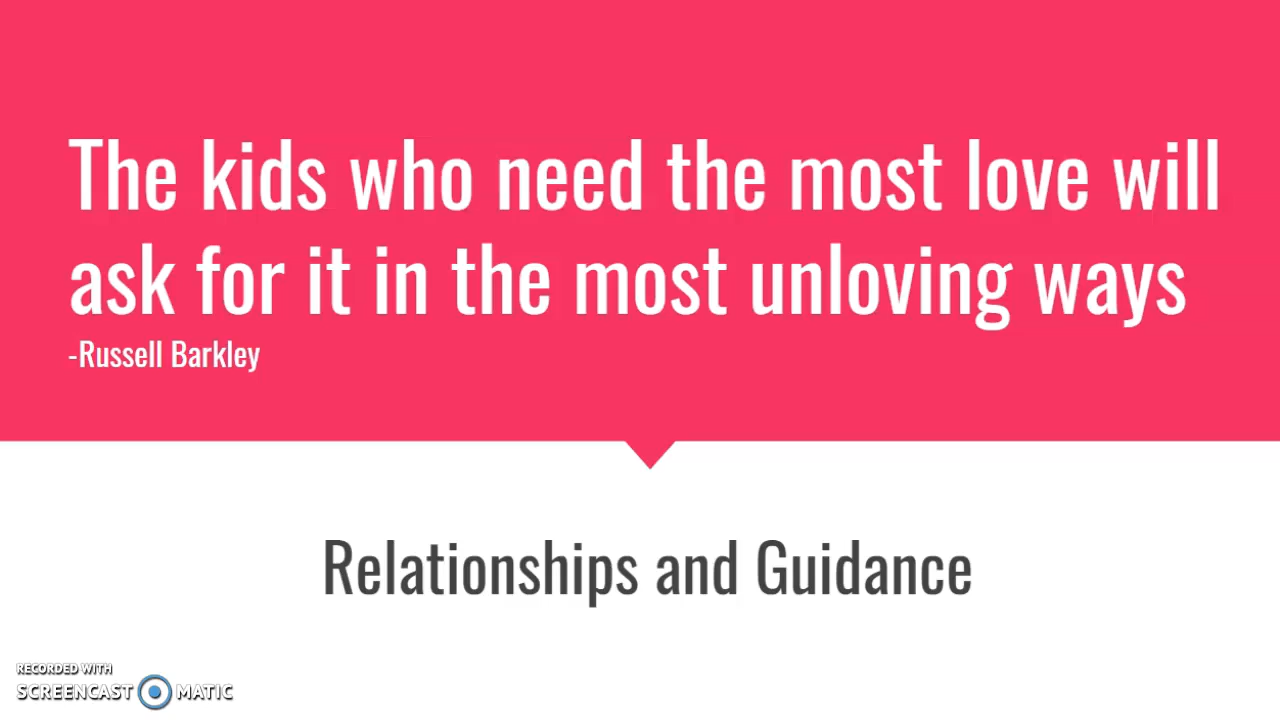 The kids who need the most love will
ask for it in the most unloving ways
-Russell Barkley
Relationships and Guidance
RECORDED WITH
SCREENCAST MATIC